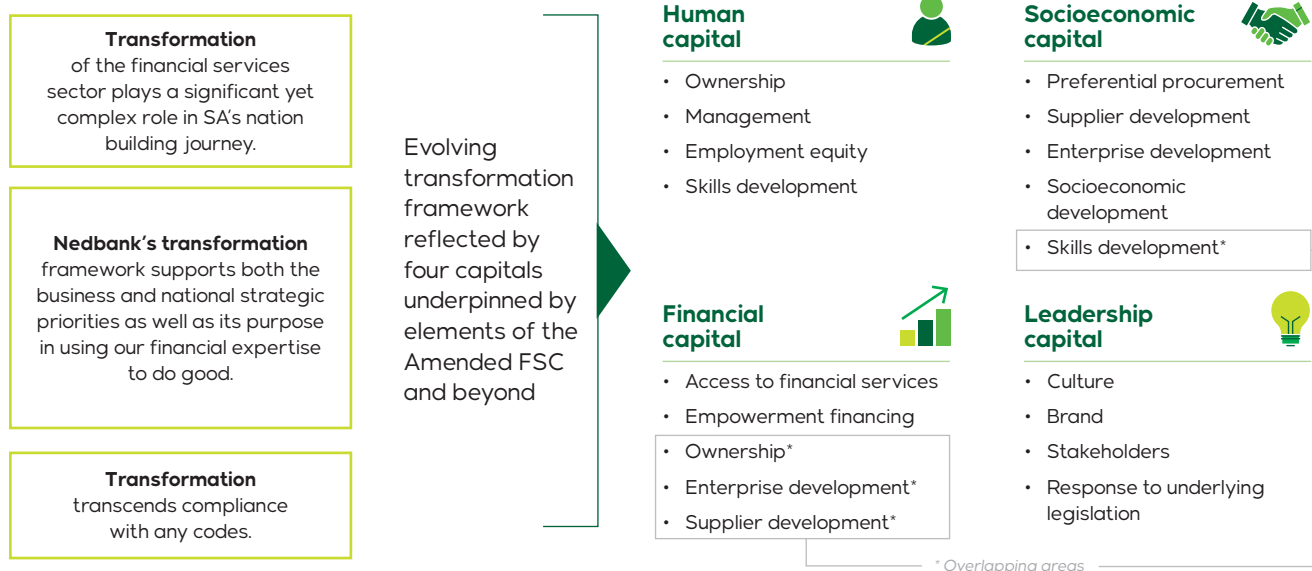 Transformation
of the financial services
sector plays a significant yet
complex role in SA's nation
building journey.
Nedbank's transformation
framework supports both the
business and national strategic
priorities as well as its purpose
in using our financial expertise
to do good.
Transformation
transcends compliance
with any codes.
Evolving
transformation
framework
reflected by
four capitals
underpinned by
elements of the
Amended FSC
and beyond
Human
capital
• Ownership
• Management
• Employment equity
• Skills development
Socioeconomic
capital
• Preferential procurement
• Supplier development
• Enterprise development
• Socioeconomic
development
• Skills development*
Financial
capital
• Access to financial services
• Empowerment financing
• Ownership*
• Enterprise development*
• Supplier development*
Leadership
capital
• Culture
• Brand
• Stakeholders
• Response to underlying
legislation
* Overlapping areas